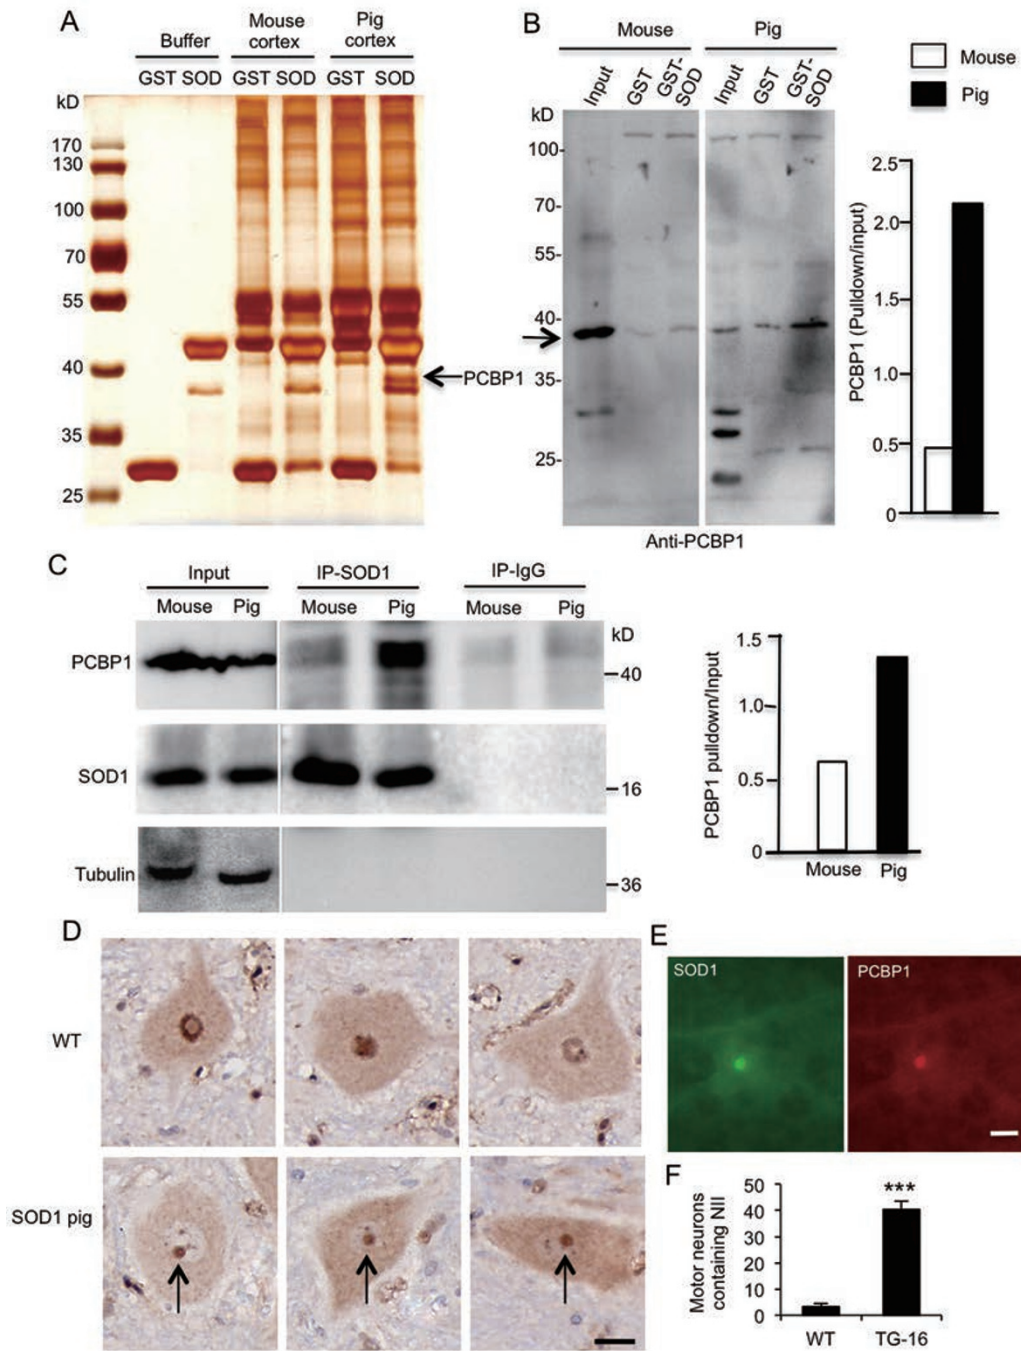 A
Buffer
Mouse cortex
Pig cortex
GST SOD GST SOD GST SOD
kD
170
130
100
70
55
40
35
25
PCBP1
B
Mouse
Pig
Input
GST
GST-SOD
Input
GST
GST-SOD
kD
100-
70-
55-
40-
35-
25-
Anti-PCBP1
Mouse
Pig
PCBP1 (Pulldown/input)
2.5
2.0
1.5
1.0
0.5
0
C
Input
IP-SOD1
IP-IgG
Mouse Pig Mouse Pig Mouse Pig
kD
PCBP1
40
SOD1
16
Tubulin
36
PCBP1 pulldown/Input
1.5
1.0
0.5
0
Mouse Pig
D
WT
SOD1 pig
E
SOD1
PCBP1
F
Motor neurons containing NII
50
40
30
20
10
0
***
WT TG-16